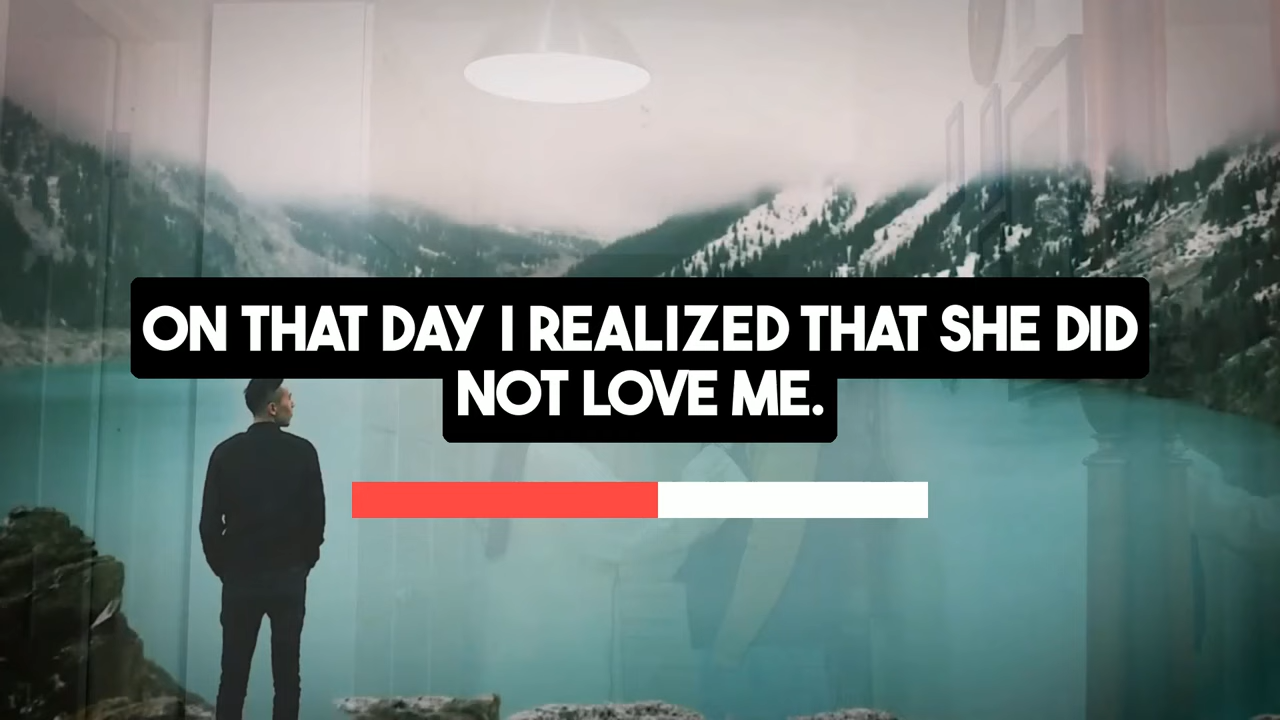 ON THAT DAY I REALIZED THAT SHE DID
NOT LOVE ME.